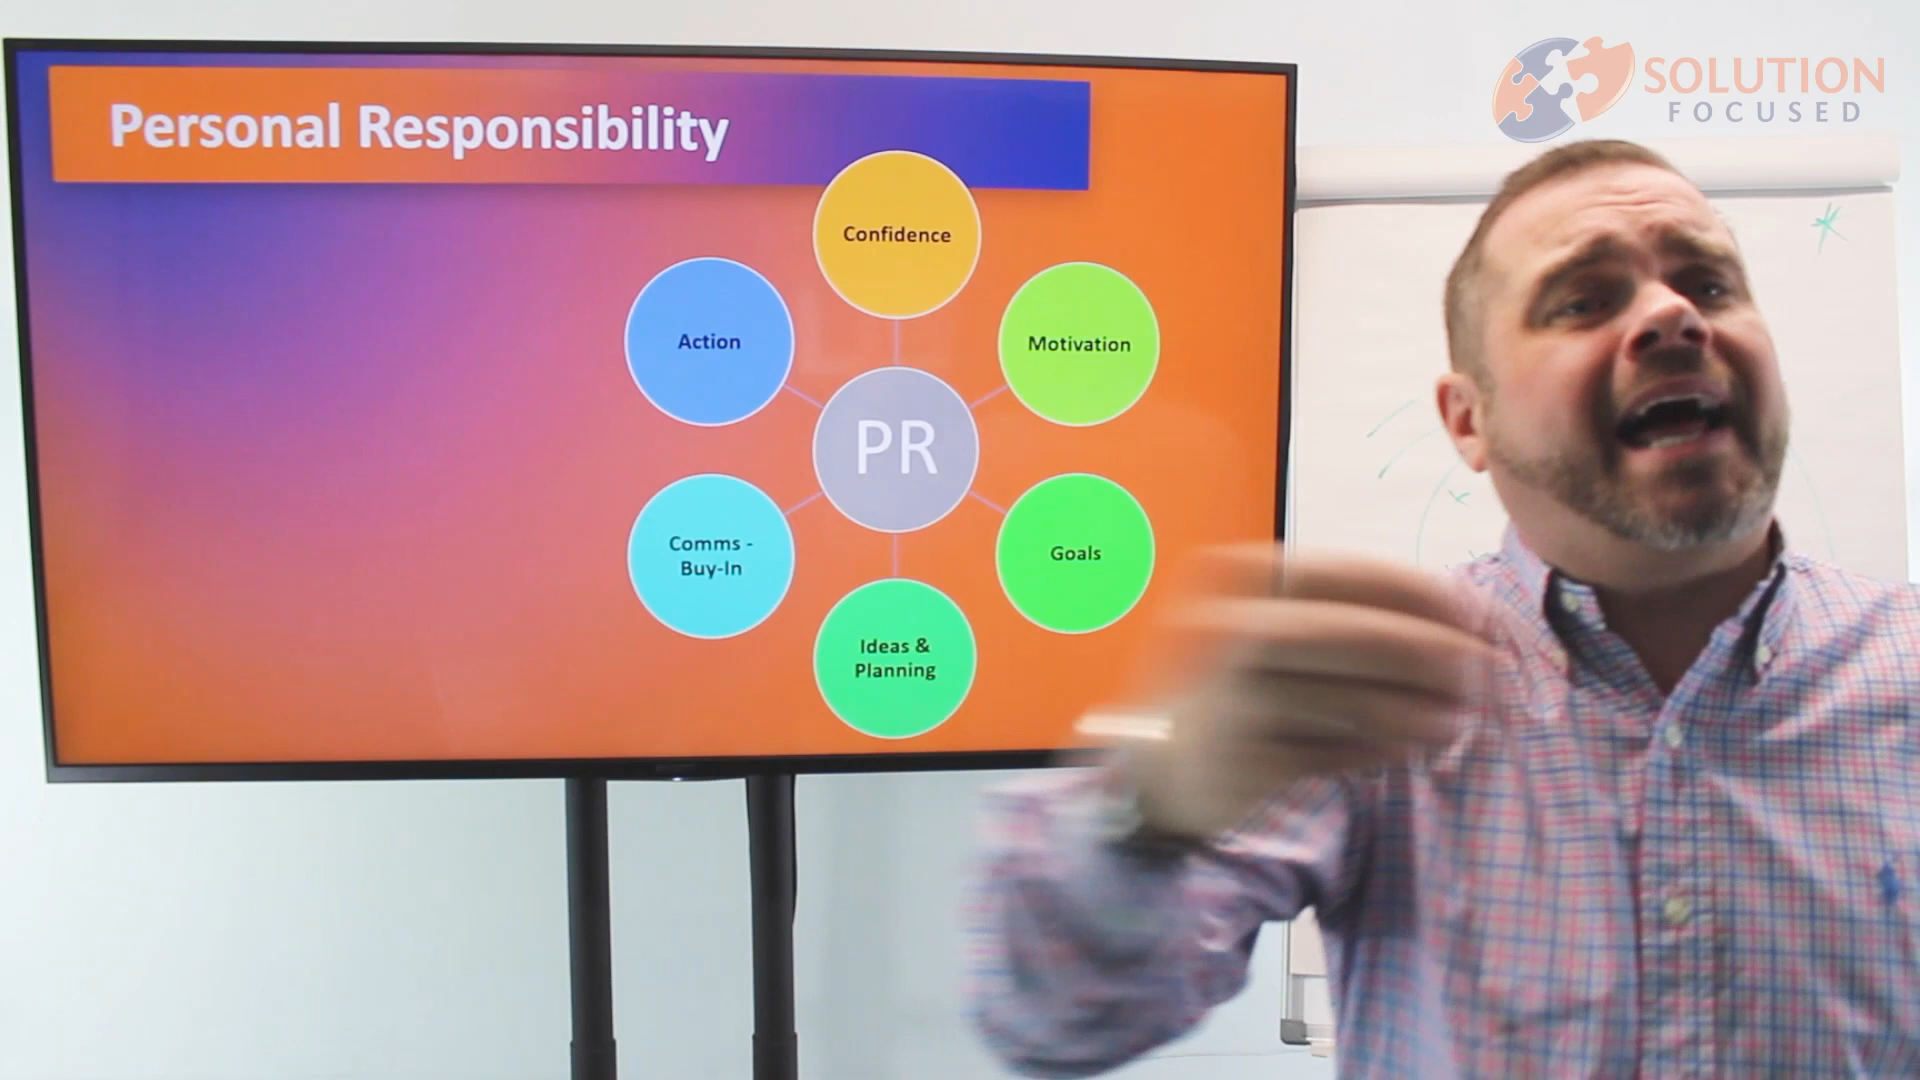 SOLUTION
FOCUSED
Personal Responsibility
Confidence
Action
Motivation
PR
Comms -
Buy-In
Goals
Ideas &
Planning